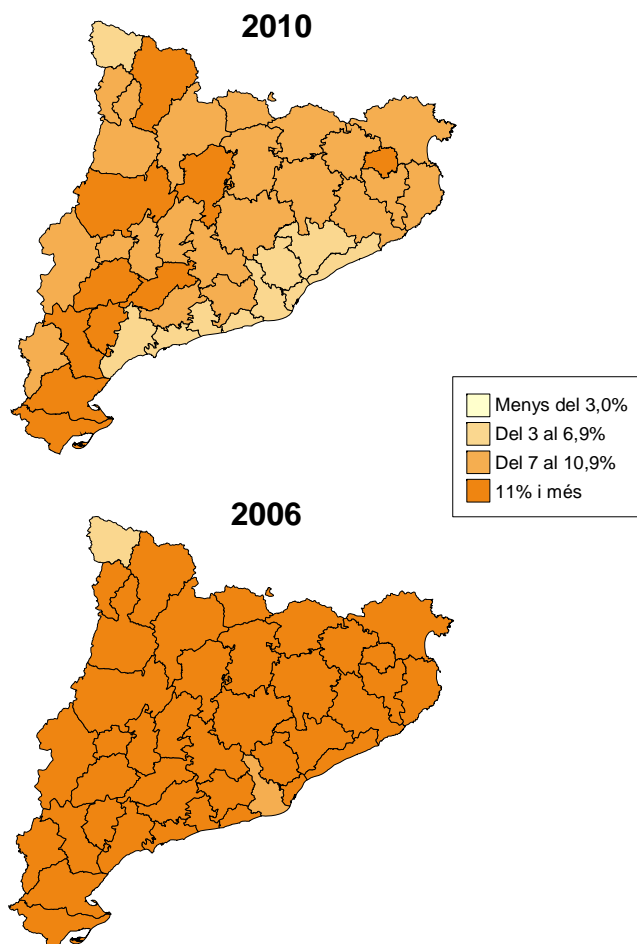 2010
Menys del 3,0%
Del 3 al 6,9%
Del 7 al 10,9%
11% i més
2006